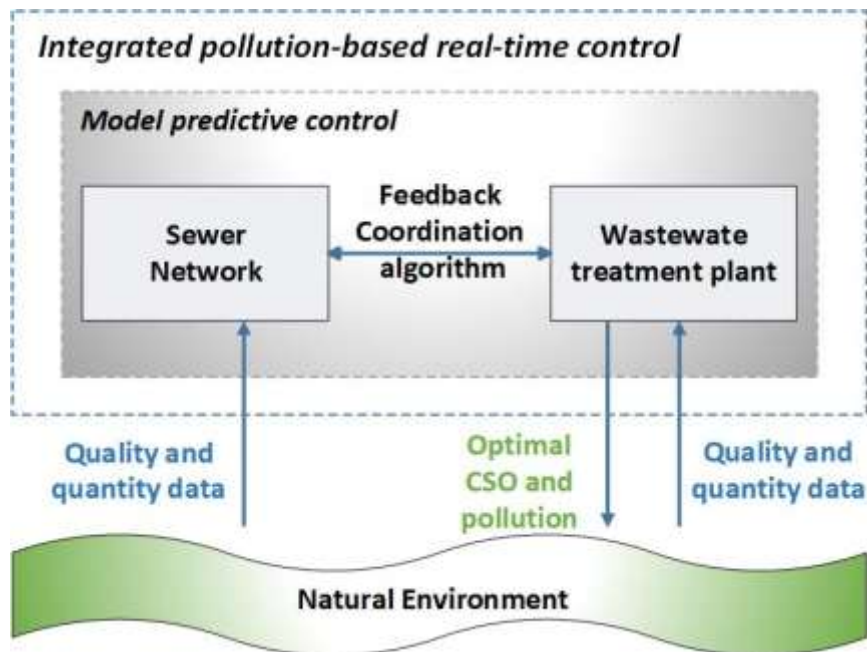 Integrated pollution-based real-time control
Model predictive control
Sewer
Network
Feedback
Coordination
algorithm
Wastewate
treatment plant
Quality and
quantity data
Optimal
CSO and
pollution
Quality and
quantity data
Natural Environment